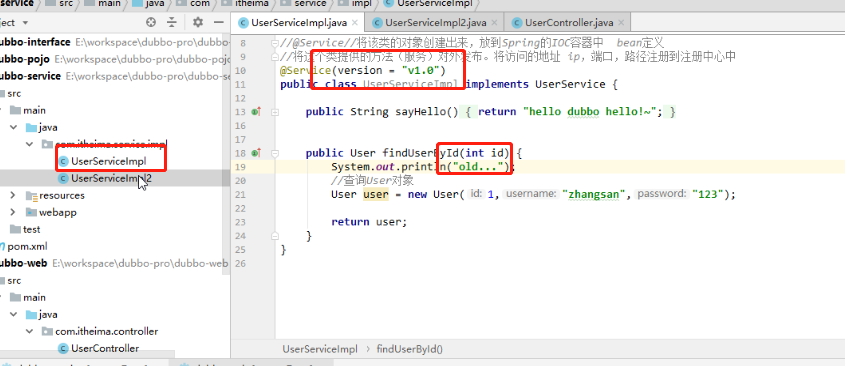 service src main java com itheima service impl UserServiceImpl
ject
UserServiceImpl.java UserServiceImpl2.java UserController.java
ubbo-interface E:\workspace\dubbo-pro\dubbo-
ubbo-pojo E:\workspace\dubbo-pro\dubbo-pojo
ubbo-service E:\workspace\dubbo-pro\dubbo-se
src
main
java
com.itheima.service.impl
UserServiceImpl
UserServiceImpl2
resources
webapp
test
pom.xml
ubbo-web E:\workspace\dubbo-pro\dubbo-web
src
main
java
com.itheima.controller
UserController
8 //@Service//将该类的对象创建出来，放到Spring的IOC容器中 bean定义
9 //将这个类提供的方法（服务）对外发布。将访问的地址 ip，端口，路径注册到注册中心中
10 @Service(version = "v1.0")
11 public class UserServiceImpl implements UserService {
12
13 public String sayHello() { return "hello dubbo hello!~"; }
16
17
18 public User findUserById(int id) {
19 System.out.println("old...");
20 //查询User对象
21 User user = new User( id: 1, username: "zhangsan", password: "123");
22
23 return user;
24 }
25 }
26
UserServiceImpl findUserById()